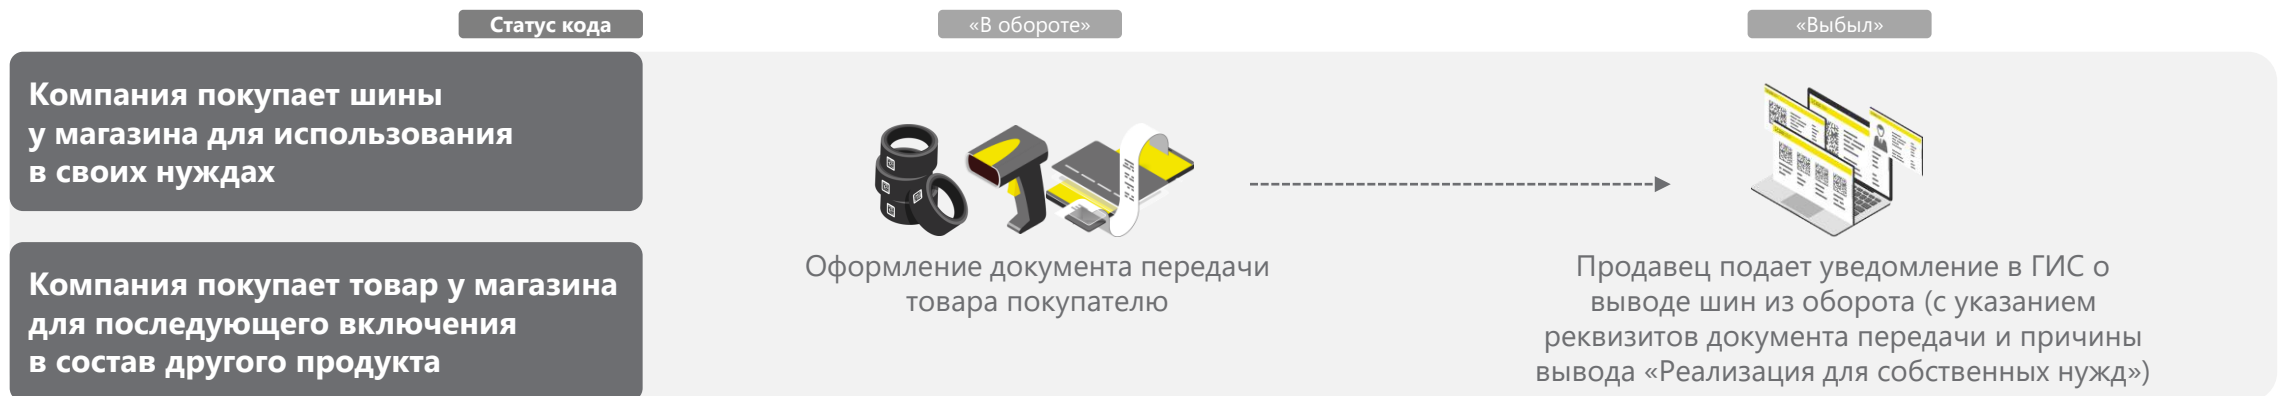 Статус кода
«В обороте»
«Выбыл»
Компания покупает шины
у магазина для использования
в своих нуждах
Компания покупает товар у магазина
для последующего включения
в состав другого продукта
Оформление документа передачи
товара покупателю
Продавец подает уведомление в ГИС о
выводе шин из оборота (с указанием
реквизитов документа передачи и причины
вывода «Реализация для собственных нужд»)